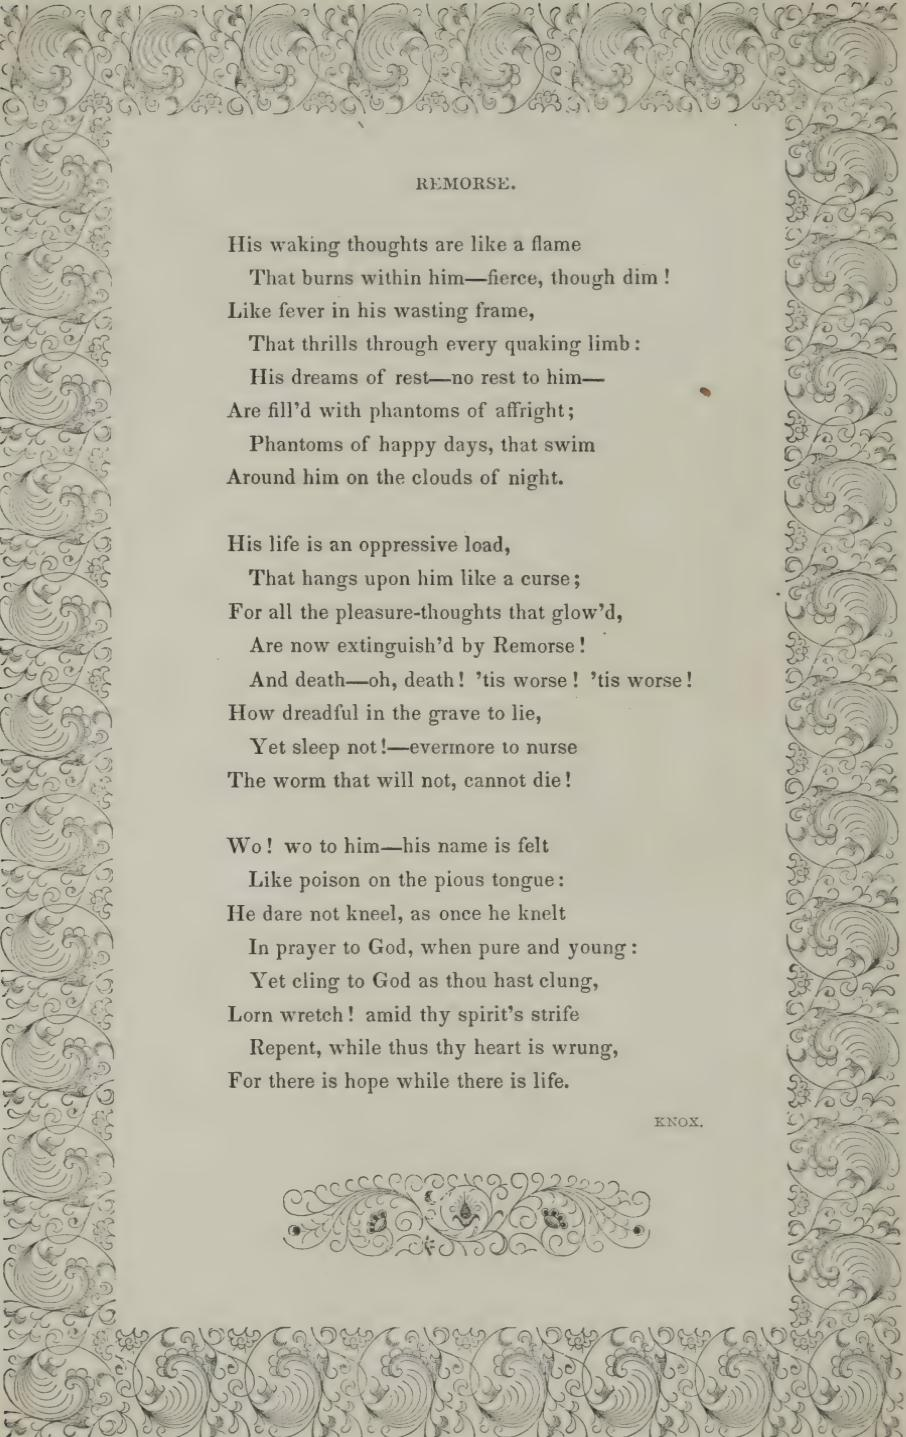 REMORSE.
His waking thoughts are like a flame
That burns within him—fierce, though dim !
Like fever in his wasting frame,
That thrills through every quaking limb :
His dreams of rest—no rest to him—
Are fill’d with phantoms of affright ;
Phantoms of happy days, that swim
Around him on the clouds of night.
His life is an oppressive load,
That hangs upon him like a curse ;
For all the pleasure-thoughts that glow’d,
Are now extinguish’d by Remorse !
And death—oh, death ! ’tis worse ! ’tis worse !
How dreadful in the grave to lie,
Yet sleep not !—evermore to nurse
The worm that will not, cannot die !
Wo ! wo to him—his name is felt
Like poison on the pious tongue :
He dare not kneel, as once he knelt
In prayer to God, when pure and young :
Yet cling to God as thou hast clung,
Lorn wretch ! amid thy spirit’s strife
Repent, while thus thy heart is wrung,
For there is hope while there is life.
KNOX.